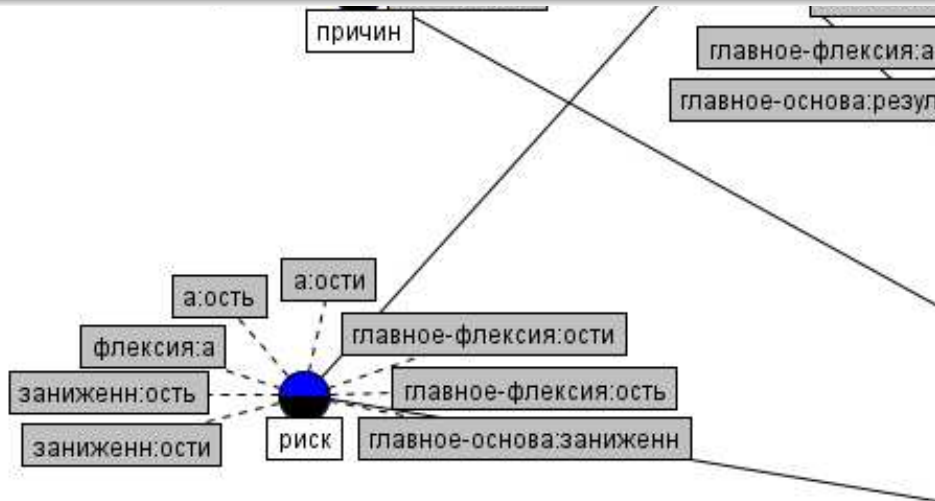 причин
главное-флексия:а
главное-основа:резул
а:ость
а:ости
флексия:а
главное-флексия:ости
заниженн:ость
главное-флексия:ость
заниженн:ости
риск
главное-основа:заниженн